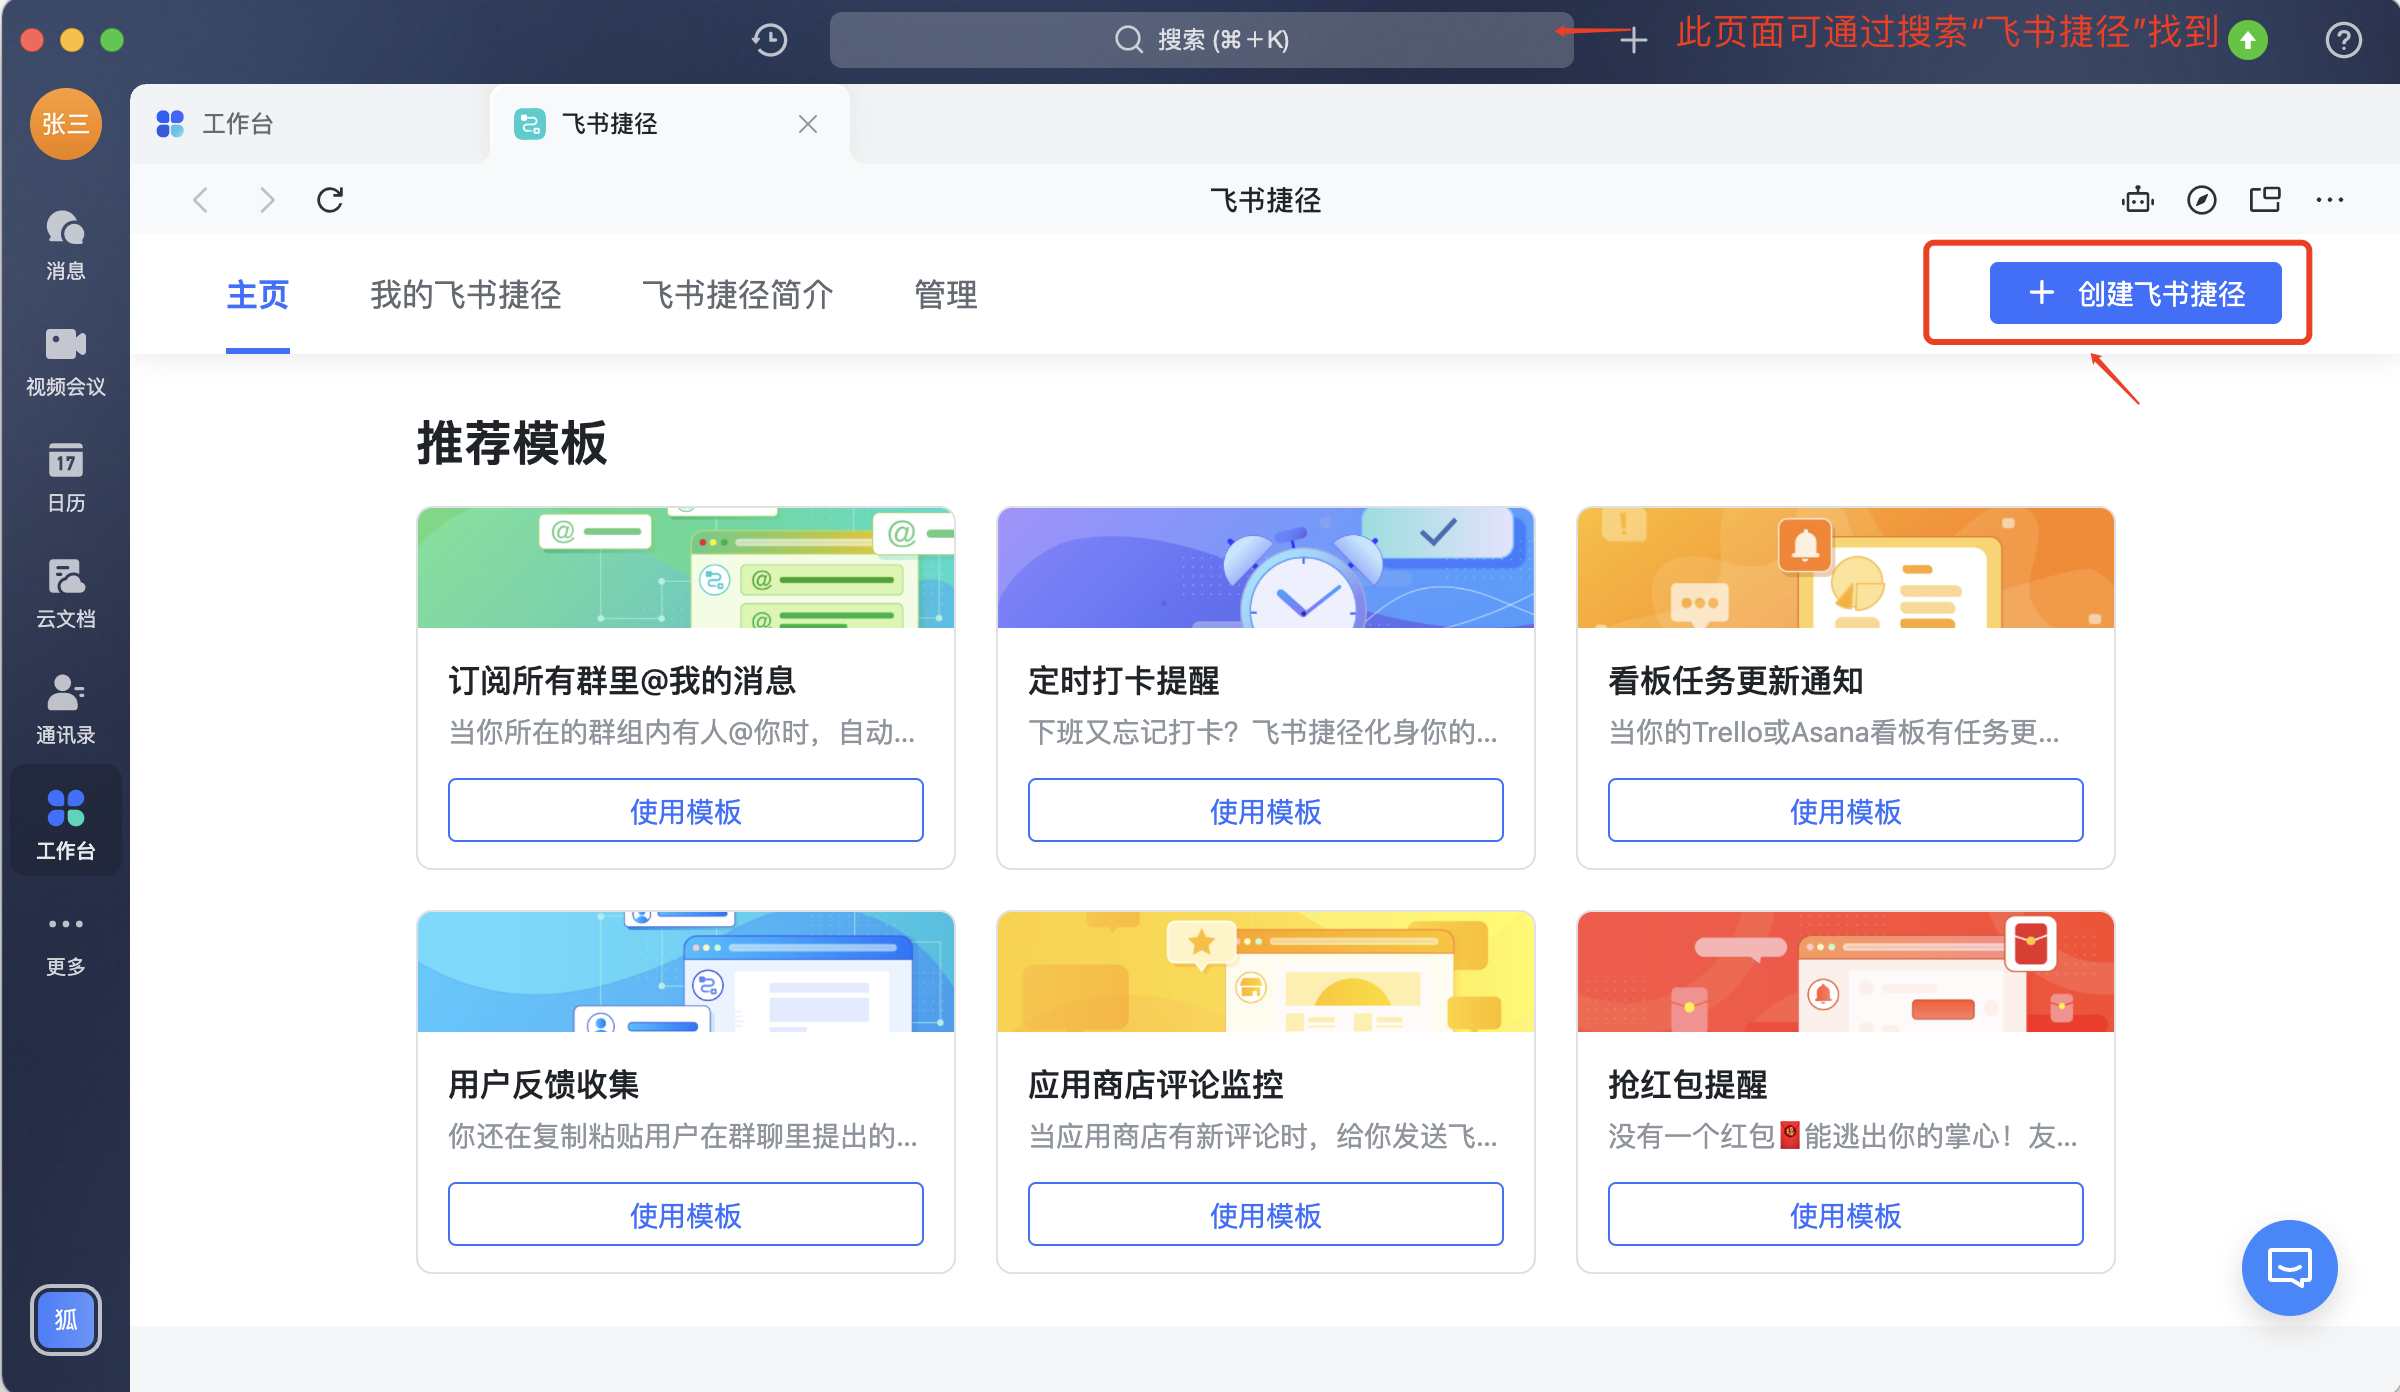 搜索 (⌘＋K)
此页面可通过搜索“飞书捷径”找到
张三
工作台
飞书捷径
飞书捷径
消息
视频会议
17
日历
云文档
通讯录
工作台
更多
狐
主页
我的飞书捷径
飞书捷径简介
管理
创建飞书捷径
推荐模板
订阅所有群里@我的消息
当你所在的群组内有人@你时，自动...
使用模板
定时打卡提醒
下班又忘记打卡？飞书捷径化身你的...
使用模板
看板任务更新通知
当你的Trello或Asana看板有任务更...
使用模板
用户反馈收集
你还在复制粘贴用户在群聊里提出的...
使用模板
应用商店评论监控
当应用商店有新评论时，给你发送飞...
使用模板
抢红包提醒
没有一个红包🧧能逃出你的掌心！友...
使用模板